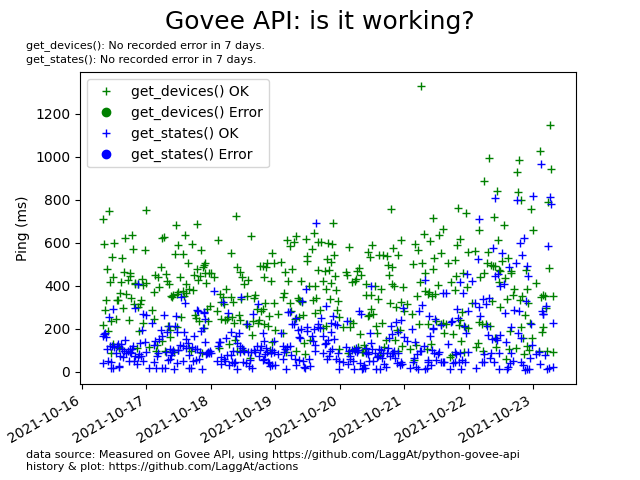 Govee API: is it working?
get_devices(): No recorded error in 7 days.
get_states(): No recorded error in 7 days.
get_devices() OK
get_devices() Error
get_states() OK
get_states() Error
Ping (ms)
1200
1000
800
600
400
200
0
2021-10-16
2021-10-17
2021-10-18
2021-10-19
2021-10-20
2021-10-21
2021-10-22
2021-10-23
data source: Measured on Govee API, using https://github.com/LaggAt/python-govee-api
history & plot: https://github.com/LaggAt/actions